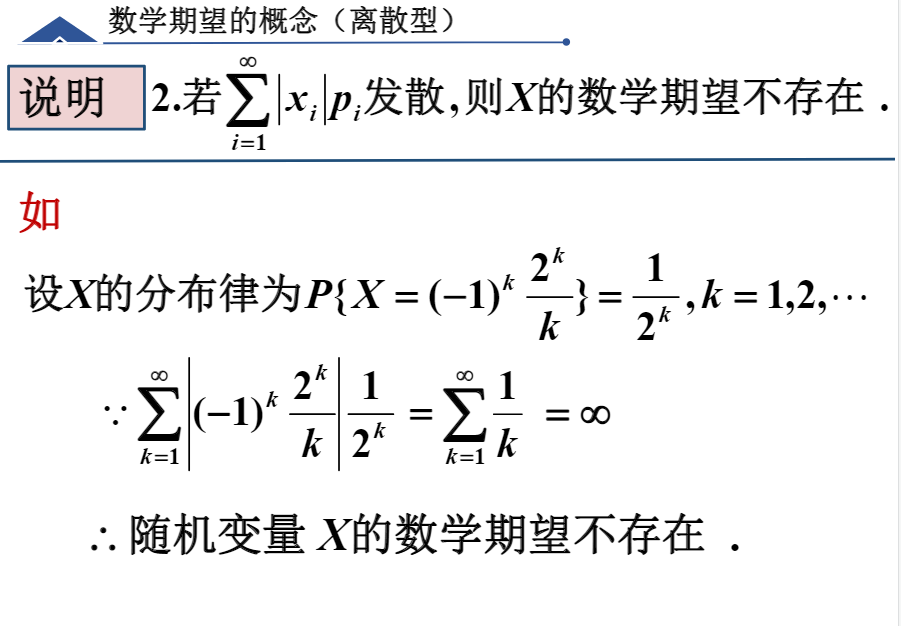 数学期望的概念（离散型）
说明 2.若 $\sum_{i=1}^{\infty} |x_i| p_i$ 发散,则X的数学期望不存在 .
如
设X的分布律为 $P\{X = (-1)^k \frac{2^k}{k}\} = \frac{1}{2^k}, k = 1,2,\cdots$
$\because \sum_{k=1}^{\infty} \left| (-1)^k \frac{2^k}{k} \right| \frac{1}{2^k} = \sum_{k=1}^{\infty} \frac{1}{k} = \infty$
∴ 随机变量 X的数学期望不存在 .